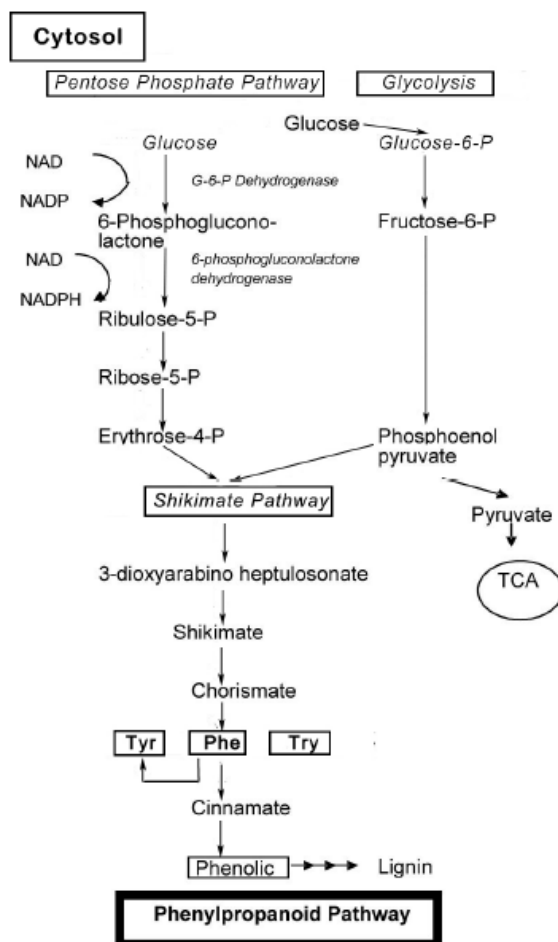 Cytosol
Pentose Phosphate Pathway
Glycolysis
Glucose
Glucose
Glucose-6-P
NAD
G-6-P Dehydrogenase
NADP
6-Phosphoglucono-
lactone
Fructose-6-P
NAD
6-phosphogluconolactone
dehydrogenase
NADPH
Ribulose-5-P
Ribose-5-P
Erythrose-4-P
Phosphoenol
pyruvate
Shikimate Pathway
Pyruvate
3-dioxyarabino heptulosonate
TCA
Shikimate
Chorismate
Tyr
Phe
Try
Cinnamate
Phenolic
Lignin
Phenylpropanoid Pathway